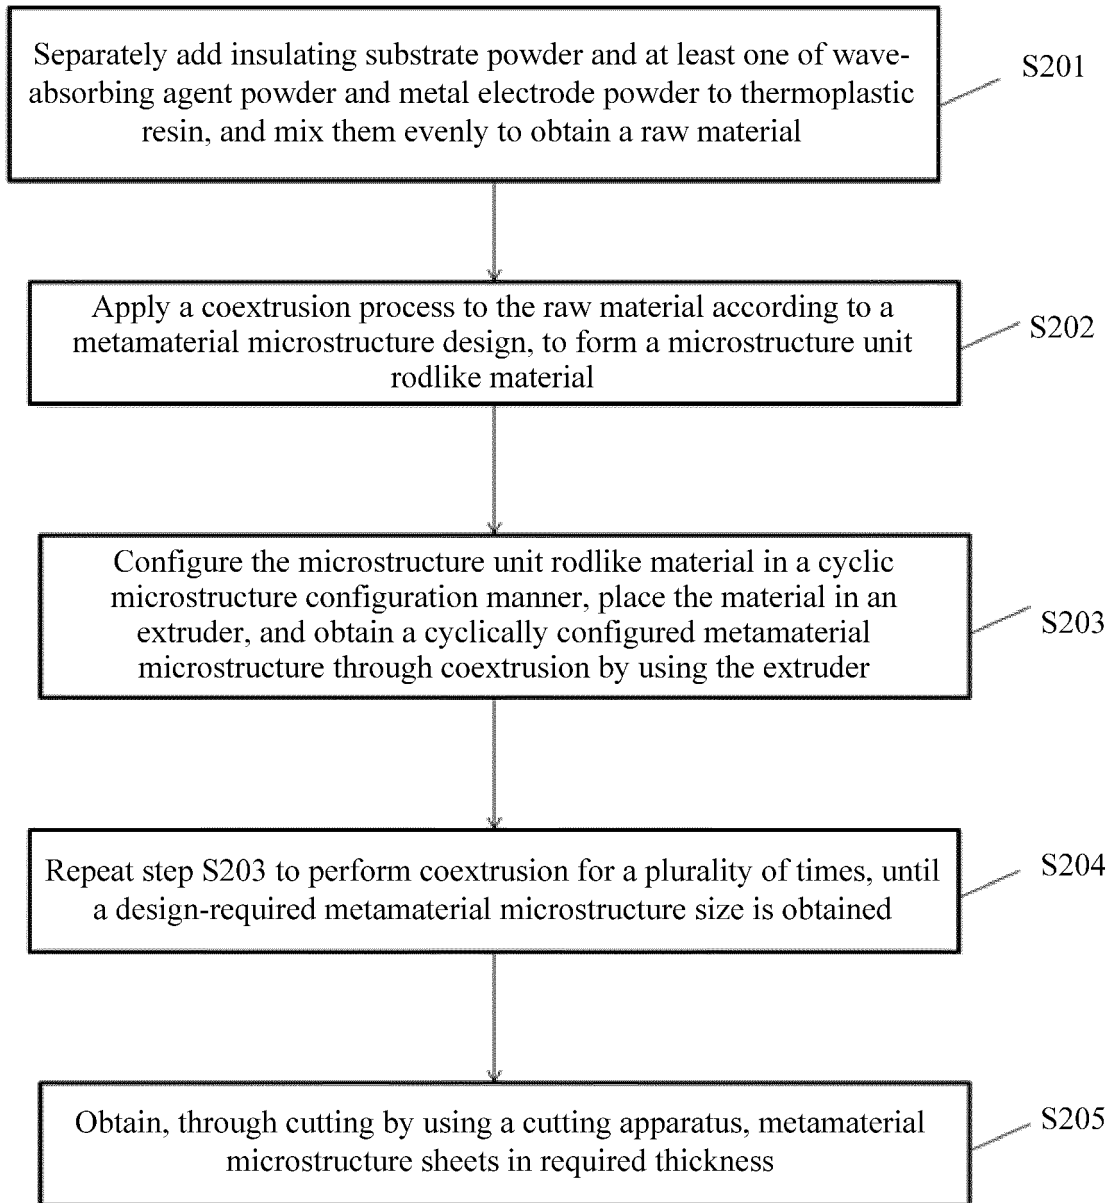 Separately add insulating substrate powder and at least one of wave-
absorbing agent powder and metal electrode powder to thermoplastic
resin, and mix them evenly to obtain a raw material
S201
Apply a coextrusion process to the raw material according to a
metamaterial microstructure design, to form a microstructure unit
rodlike material
S202
Configure the microstructure unit rodlike material in a cyclic
microstructure configuration manner, place the material in an
extruder, and obtain a cyclically configured metamaterial
microstructure through coextrusion by using the extruder
S203
Repeat step S203 to perform coextrusion for a plurality of times, until
a design-required metamaterial microstructure size is obtained
S204
Obtain, through cutting by using a cutting apparatus, metamaterial
microstructure sheets in required thickness
S205